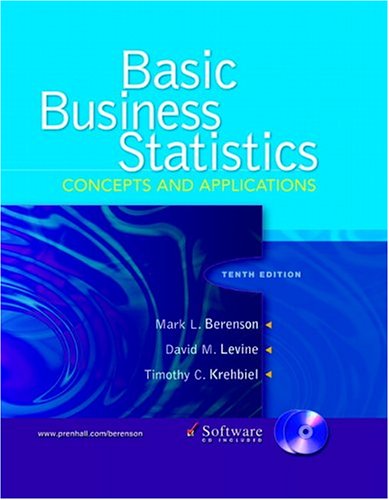 Basic
Business
Statistics
CONCEPTS AND APPLICATIONS
TENTH EDITION
Mark L. Berenson
David M. Levine
Timothy C. Krehbiel
www.prenhall.com/berenson
Software
CD INCLUDED